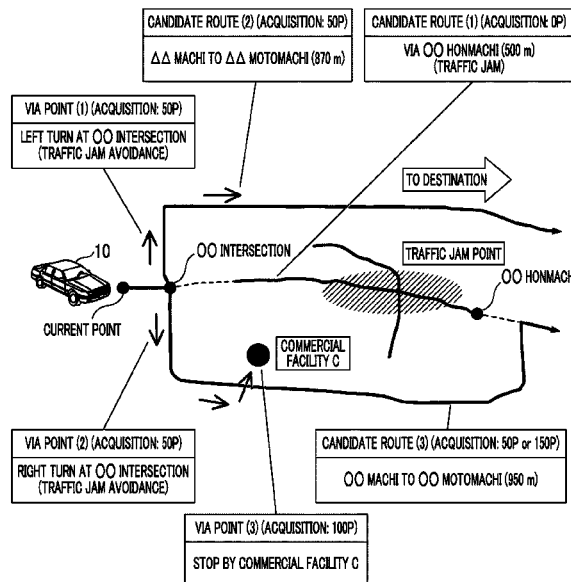 CANDIDATE ROUTE (2) (ACQUISITION: 50P)
△△ MACHI TO △△ MOTOMACHI (870 m)
CANDIDATE ROUTE (1) (ACQUISITION: 0P)
VIA ○○ HONMACHI (500 m)
(TRAFFIC JAM)
VIA POINT (1) (ACQUISITION: 50P)
LEFT TURN AT ○○ INTERSECTION
(TRAFFIC JAM AVOIDANCE)
TO DESTINATION
10
○○ INTERSECTION
TRAFFIC JAM POINT
○○ HONMACH
CURRENT POINT
COMMERCIAL
FACILITY C
VIA POINT (2) (ACQUISITION: 50P)
RIGHT TURN AT ○○ INTERSECTION
(TRAFFIC JAM AVOIDANCE)
CANDIDATE ROUTE (3) (ACQUISITION: 50P or 150P)
○○ MACHI TO ○○ MOTOMACHI (950 m)
VIA POINT (3) (ACQUISITION: 100P)
STOP BY COMMERCIAL FACILITY C